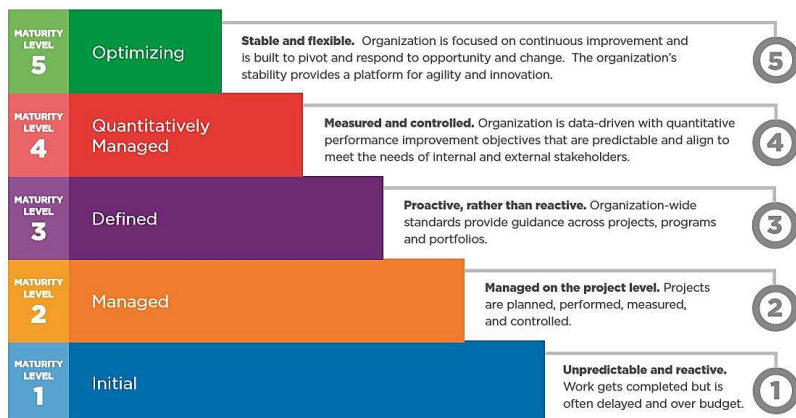 MATURITY
LEVEL
5
Optimizing
Stable and flexible. Organization is focused on continuous improvement and
is built to pivot and respond to opportunity and change. The organization's
stability provides a platform for agility and innovation.
5
MATURITY
LEVEL
4
Quantitatively
Managed
Measured and controlled. Organization is data-driven with quantitative
performance improvement objectives that are predictable and align to
meet the needs of internal and external stakeholders.
4
MATURITY
LEVEL
3
Defined
Proactive, rather than reactive. Organization-wide
standards provide guidance across projects, programs
and portfolios.
3
MATURITY
LEVEL
2
Managed
Managed on the project level. Projects
are planned, performed, measured,
and controlled.
2
MATURITY
LEVEL
1
Initial
Unpredictable and reactive.
Work gets completed but is
often delayed and over budget.
1